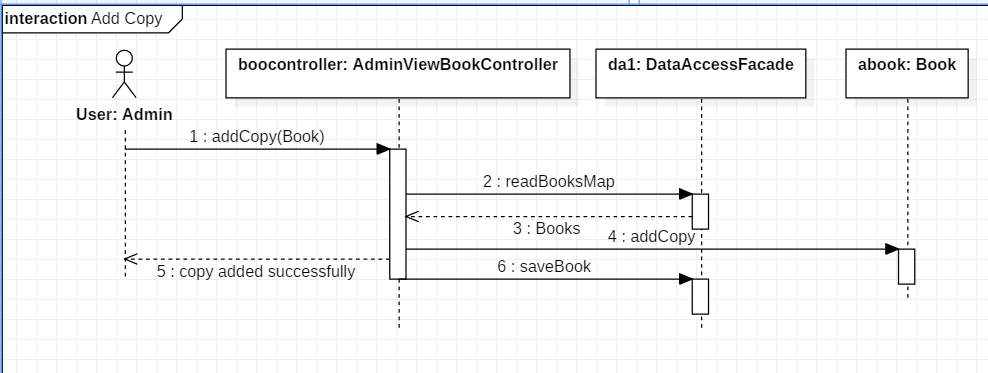 interaction Add Copy
boocontroller: AdminViewBookController
da1: DataAccessFacade
abook: Book
User: Admin
1 : addCopy(Book)
2 : readBooksMap
3 : Books
4 : addCopy
5 : copy added successfully
6 : saveBook